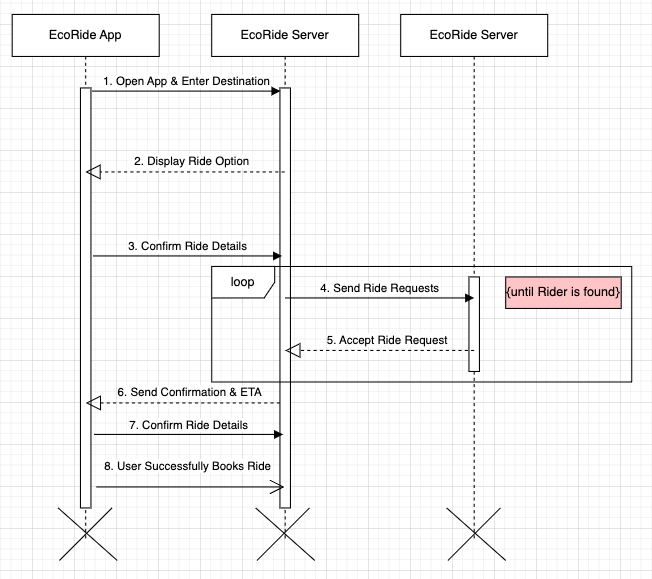 EcoRide App
EcoRide Server
EcoRide Server
1. Open App & Enter Destination
2. Display Ride Option
3. Confirm Ride Details
loop
4. Send Ride Requests
{until Rider is found}
5. Accept Ride Request
6. Send Confirmation & ETA
7. Confirm Ride Details
8. User Successfully Books Ride